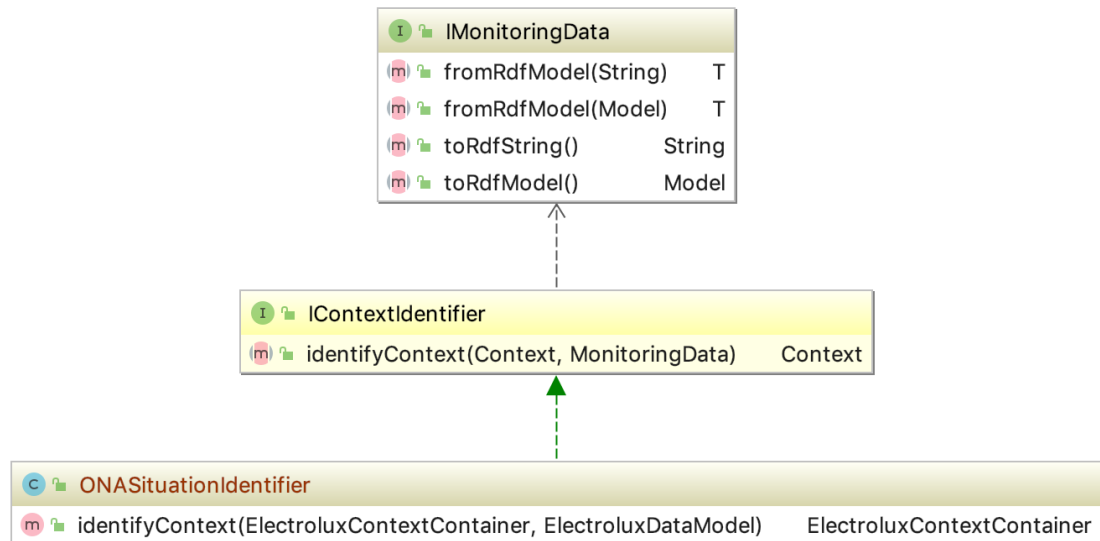 I IMonitoringData
m fromRdfModel(String) T
m fromRdfModel(Model) T
m toRdfString() String
m toRdfModel() Model
I IContextIdentifier
m identifyContext(Context, MonitoringData) Context
c ONASituationIdentifier
m identifyContext(ElectroluxContextContainer, ElectroluxDataModel) ElectroluxContextContainer